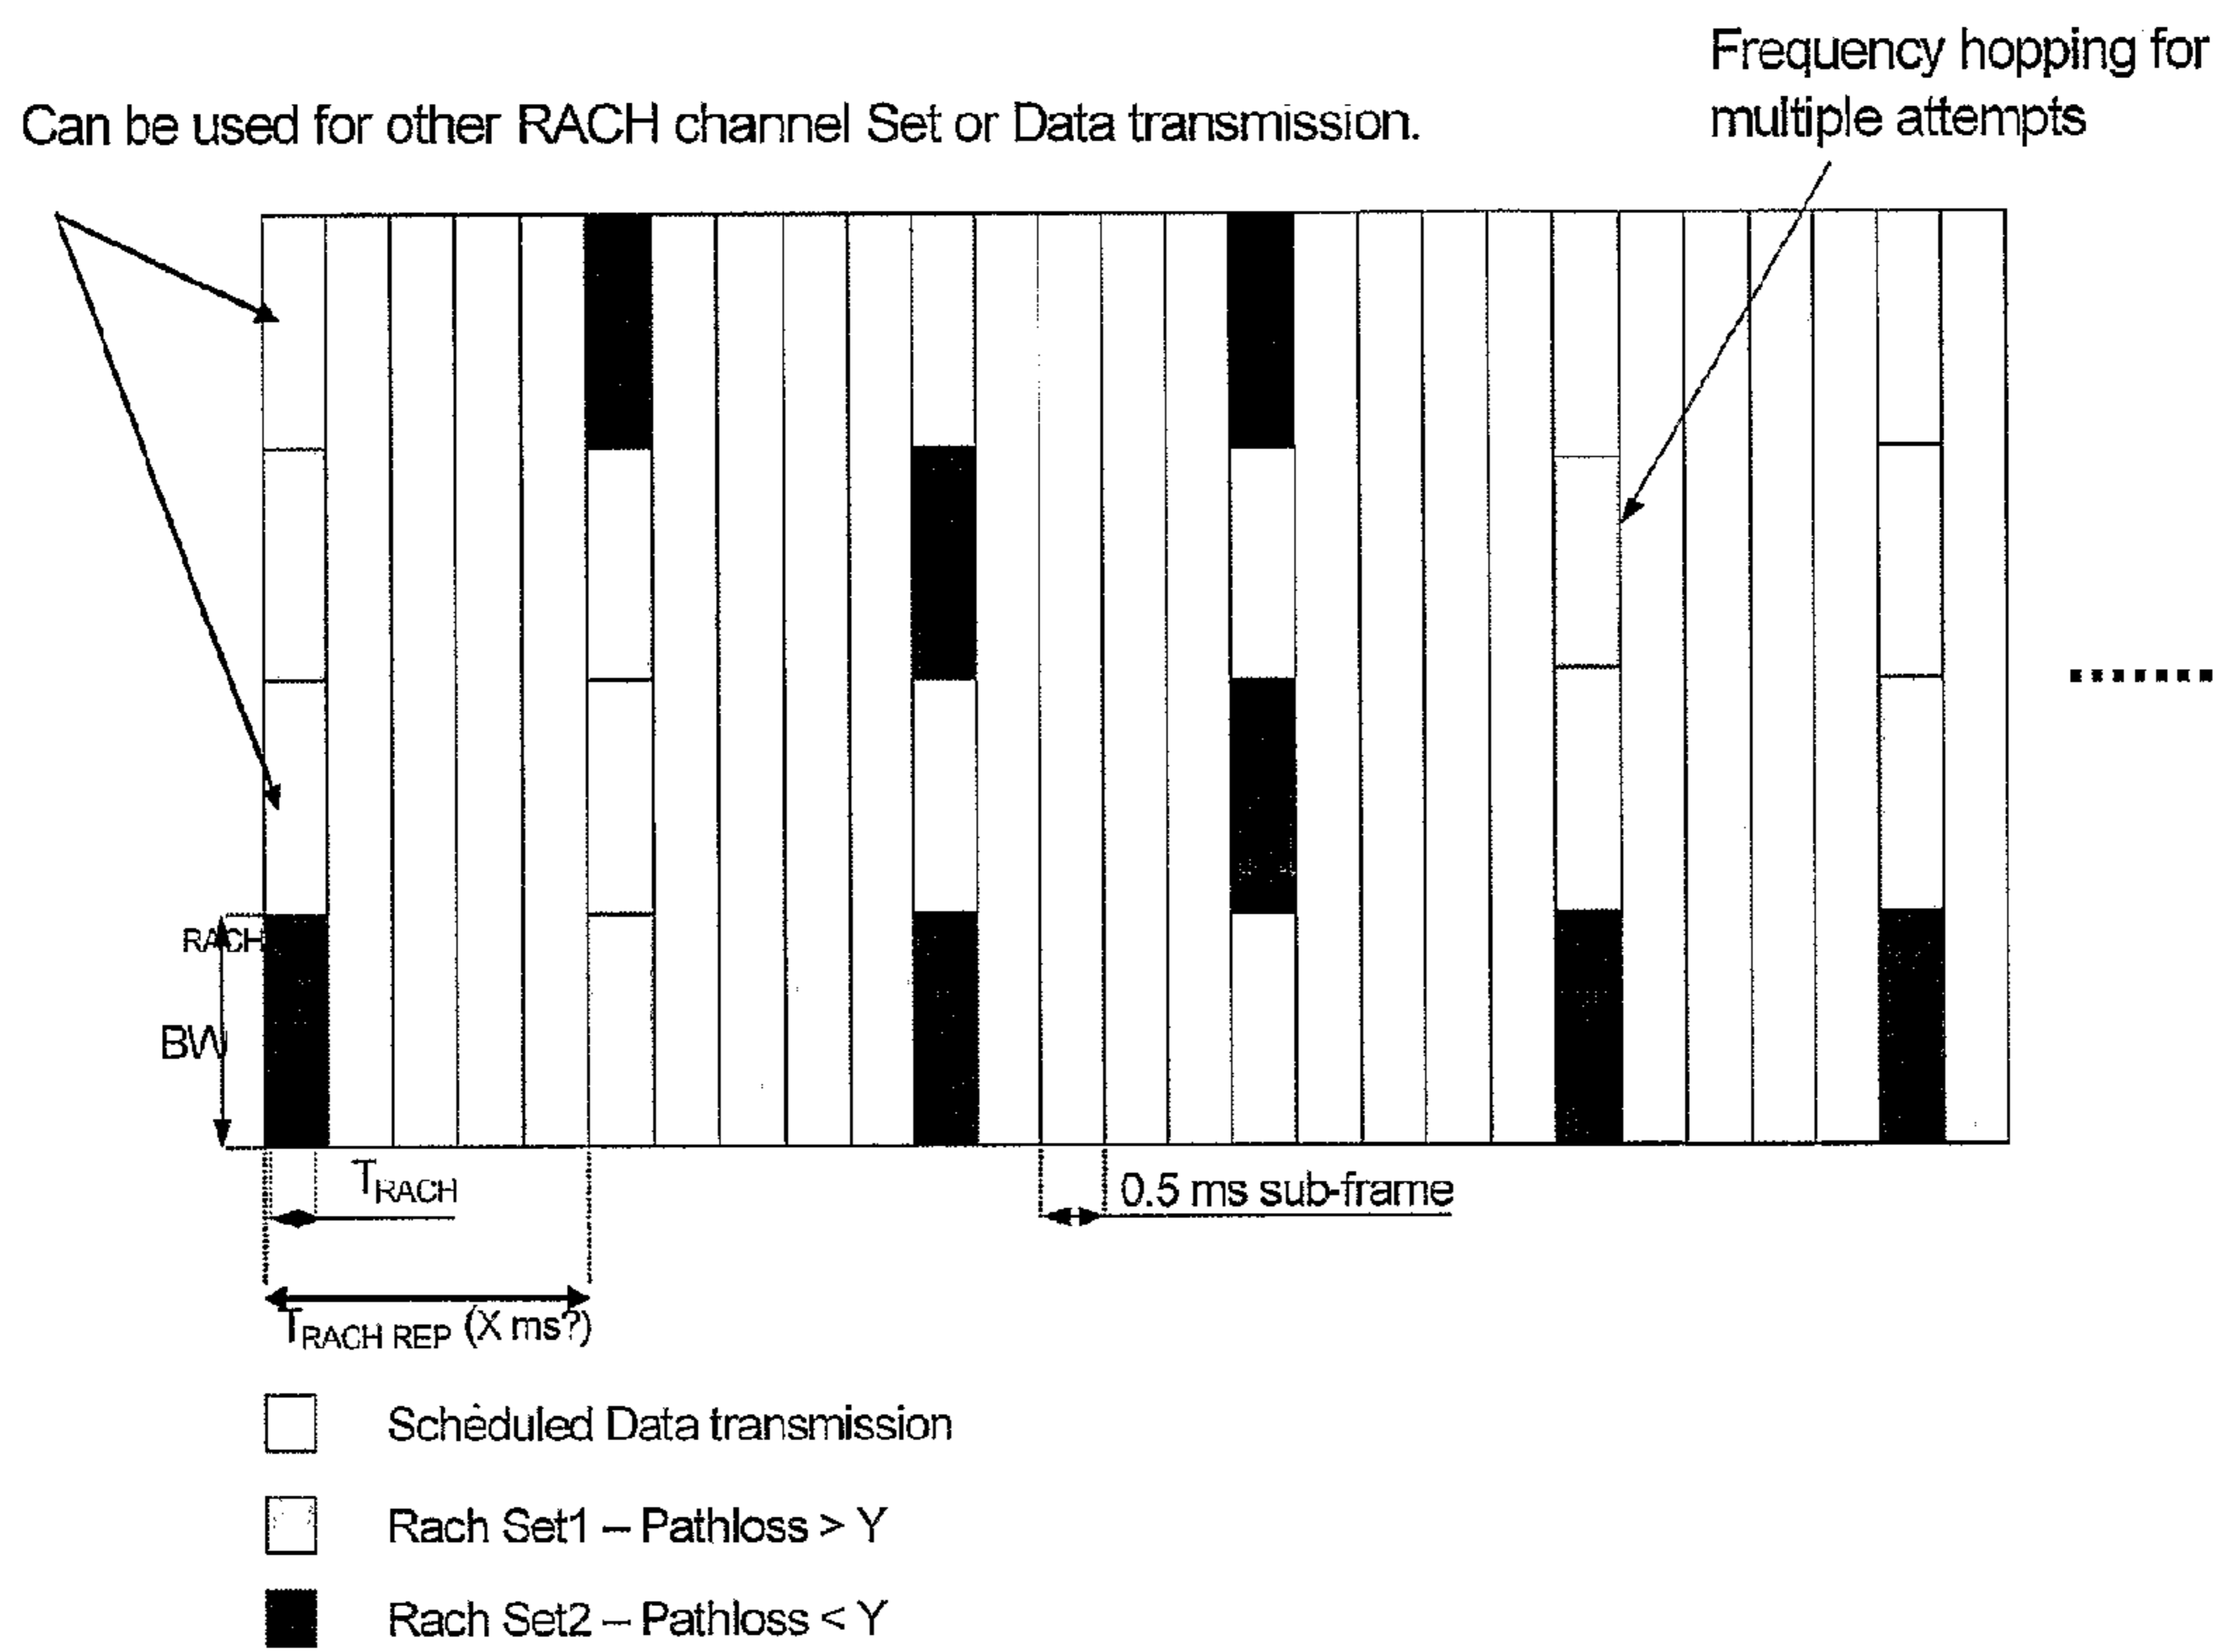 Frequency hopping for
multiple attempts
Can be used for other RACH channel Set or Data transmission.
RACH
BW
TRACH
0.5 ms sub-frame
TRACH REP (X ms?)
Scheduled Data transmission
Rach Set1 – Pathloss > Y
Rach Set2 – Pathloss < Y